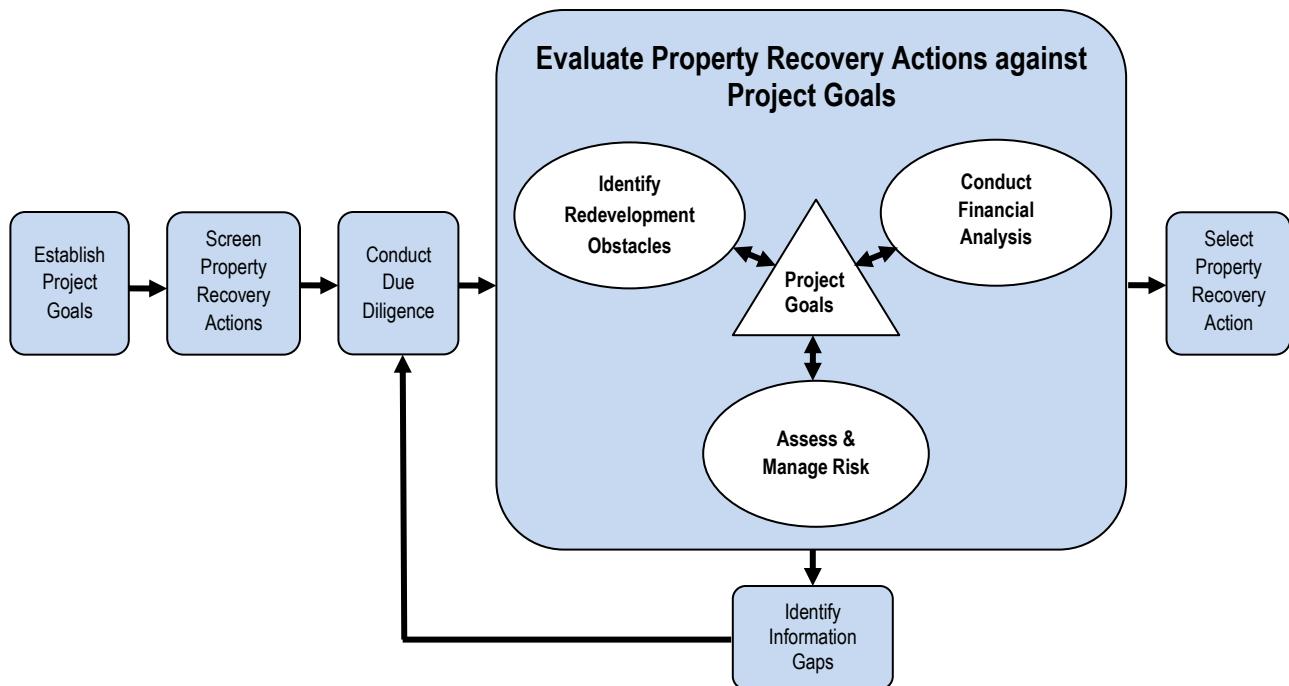 Evaluate Property Recovery Actions against
Project Goals
Identify
Redevelopment
Obstacles
Conduct
Financial
Analysis
Project
Goals
Assess &
Manage Risk
Establish
Project
Goals
Screen
Property
Recovery
Actions
Conduct
Due
Diligence
Select
Property
Recovery
Action
Identify
Information
Gaps